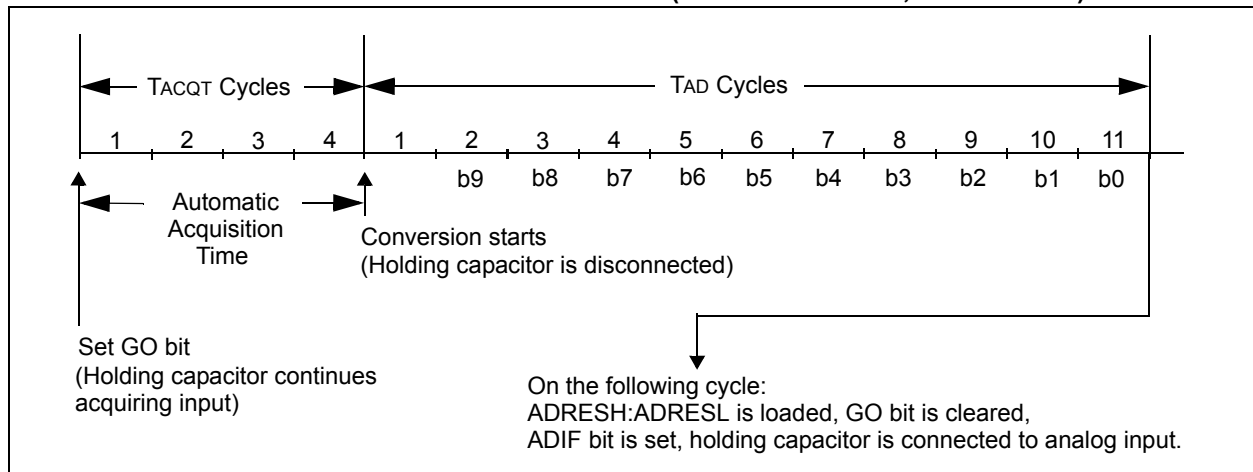 TACQT Cycles
TAD Cycles
1 2 3 4 1 2 3 4 5 6 7 8 9 10 11
b9 b8 b7 b6 b5 b4 b3 b2 b1 b0
Automatic
Acquisition
Time
Conversion starts
(Holding capacitor is disconnected)
Set GO bit
(Holding capacitor continues
acquiring input)
On the following cycle:
ADRESH:ADRESL is loaded, GO bit is cleared,
ADIF bit is set, holding capacitor is connected to analog input.